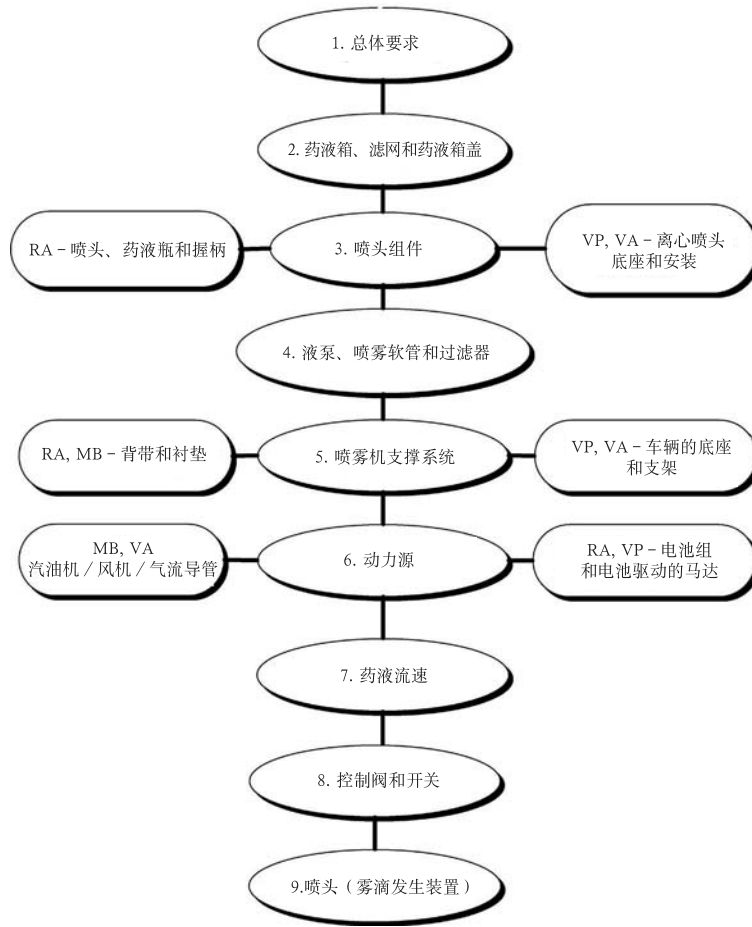 1. 总体要求
2. 药液箱、滤网和药液箱盖
RA－喷头、药液瓶和握柄
3. 喷头组件
VP, VA－离心喷头
底座和安装
4. 液泵、喷雾软管和过滤器
RA, MB－背带和衬垫
5. 喷雾机支撑系统
VP, VA－车辆的底座
和支架
MB, VA
汽油机／风机／气流导管
6. 动力源
RA, VP－电池组
和电池驱动的马达
7. 药液流速
8. 控制阀和开关
9.喷头（雾滴发生装置）